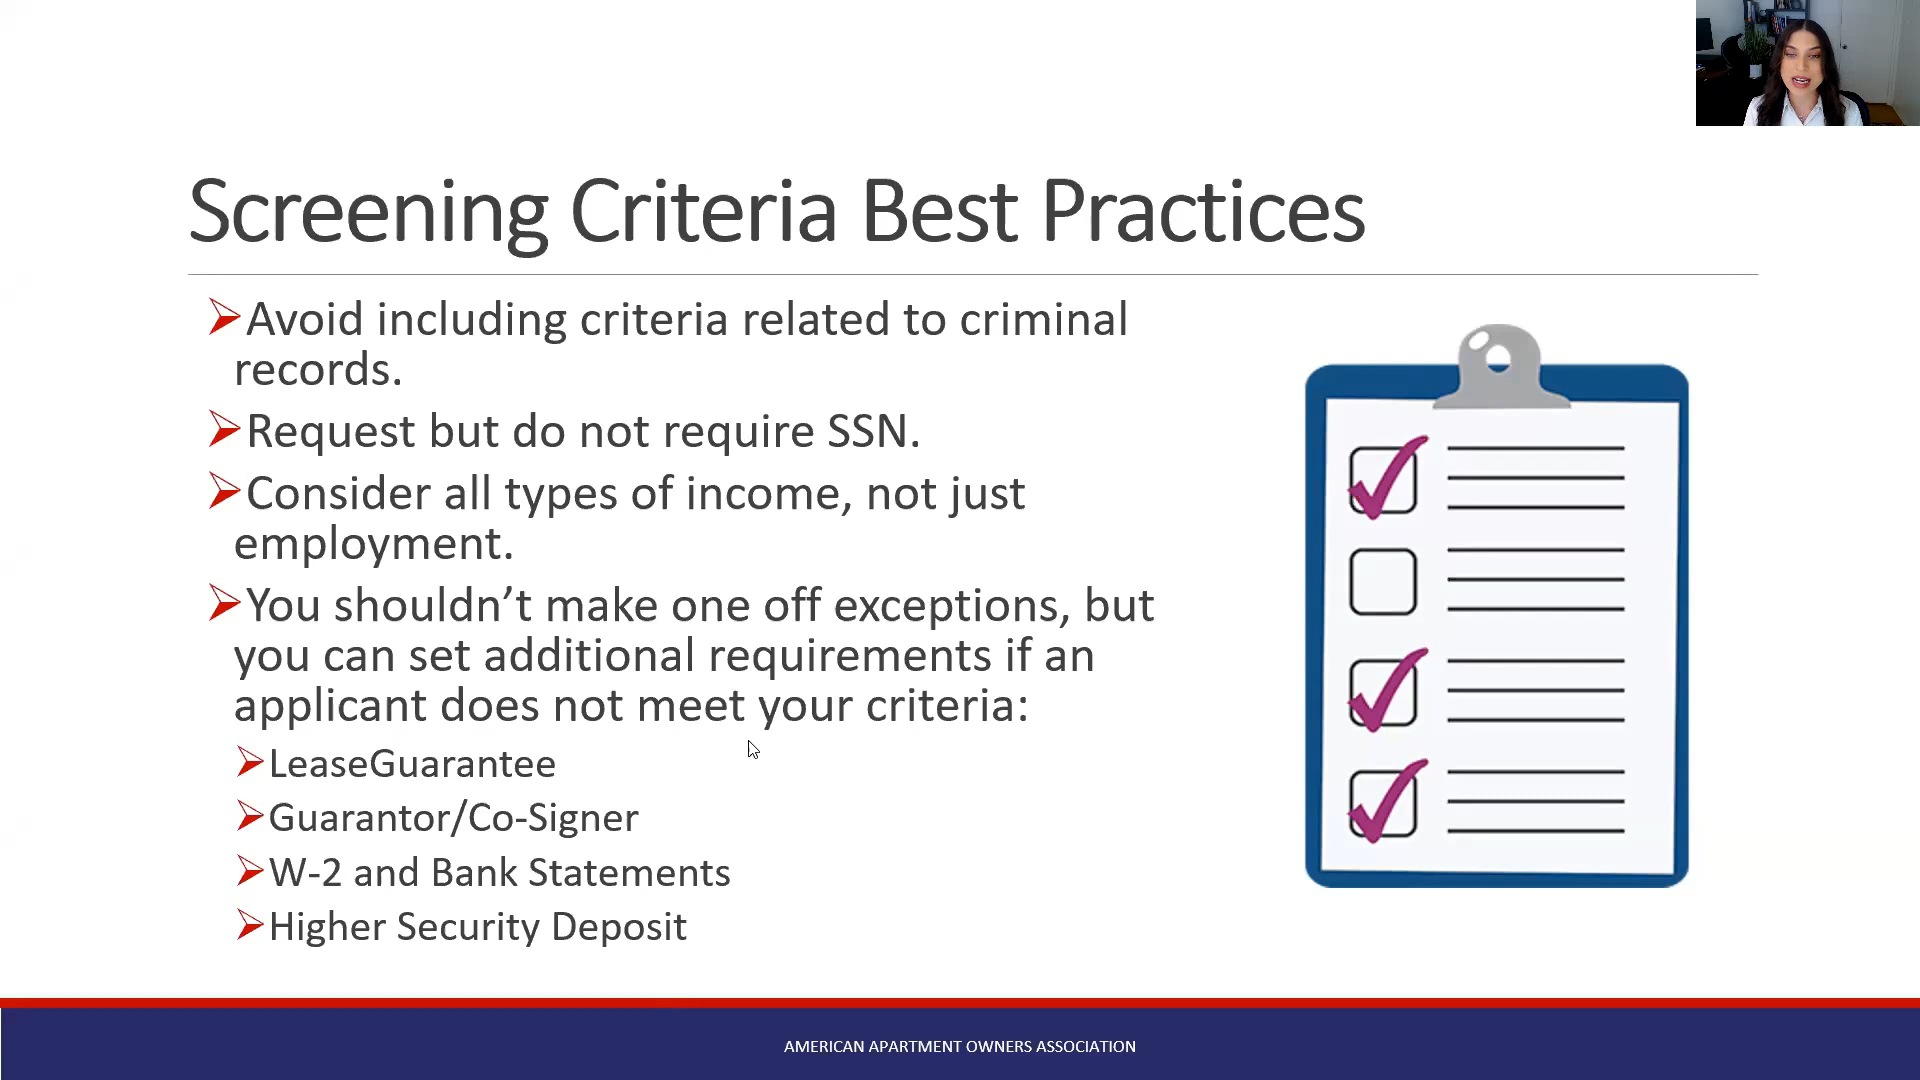 Screening Criteria Best Practices
Avoid including criteria related to criminal
records.
Request but do not require SSN.
Consider all types of income, not just
employment.
You shouldn’t make one off exceptions, but
you can set additional requirements if an
applicant does not meet your criteria:
LeaseGuarantee
Guarantor/Co-Signer
W-2 and Bank Statements
Higher Security Deposit
AMERICAN APARTMENT OWNERS ASSOCIATION